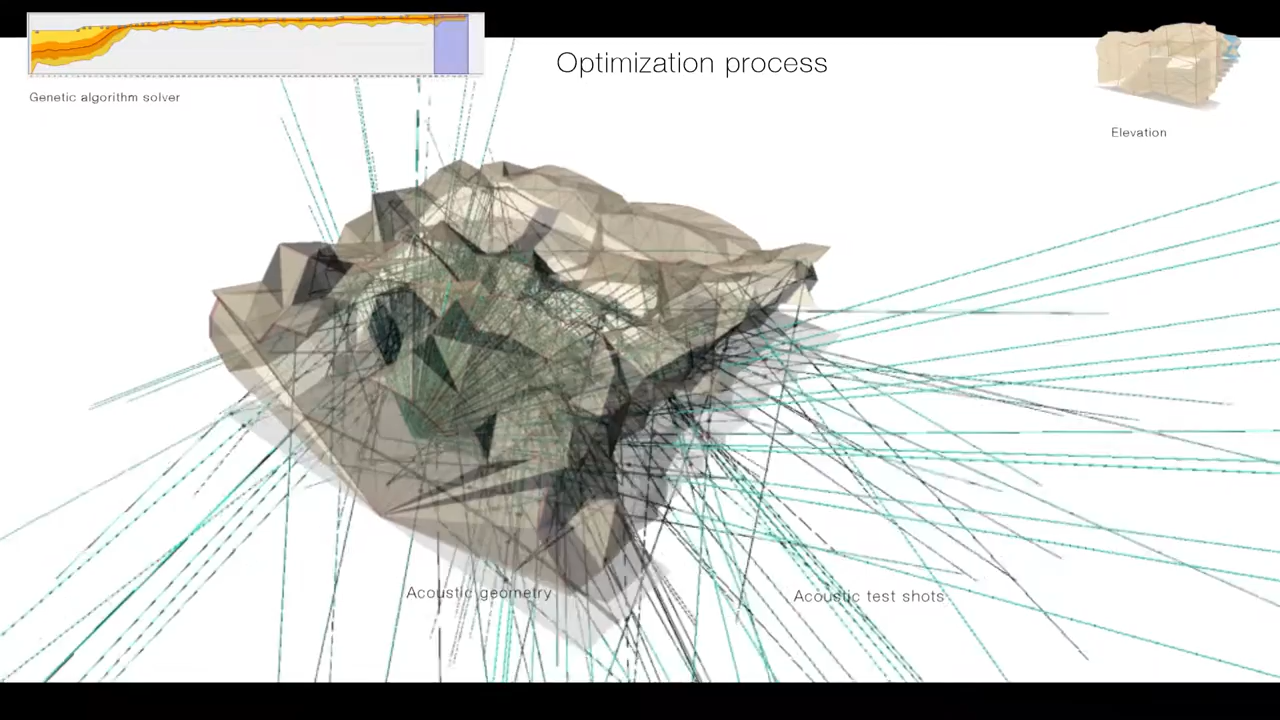 Optimization process
Genetic algorithm solver
Elevation
Acoustic geometry
Acoustic test shots